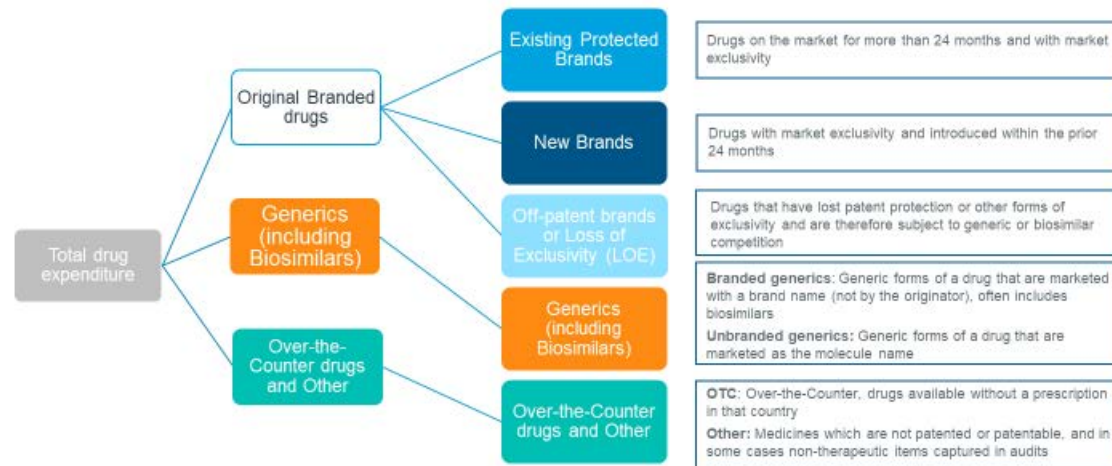 Total drug
expenditure
Original Branded
drugs
Generics
(including
Biosimilars)
Over-the-
Counter drugs
and Other
Existing Protected
Brands
Drugs on the market for more than 24 months and with market
exclusivity
New Brands
Drugs with market exclusivity and introduced within the prior
24 months
Off-patent brands
or Loss of
Exclusivity (LOE)
Drugs that have lost patent protection or other forms of
exclusivity and are therefore subject to generic or biosimilar
competition
Generics
(including
Biosimilars)
Branded generics: Generic forms of a drug that are marketed
with a brand name (not by the originator), often includes
biosimilars
Unbranded generics: Generic forms of a drug that are
marketed as the molecule name
Over-the-Counter
drugs and Other
OTC: Over-the-Counter, drugs available without a prescription
in that country
Other: Medicines which are not patented or patentable, and in
some cases non-therapeutic items captured in audits